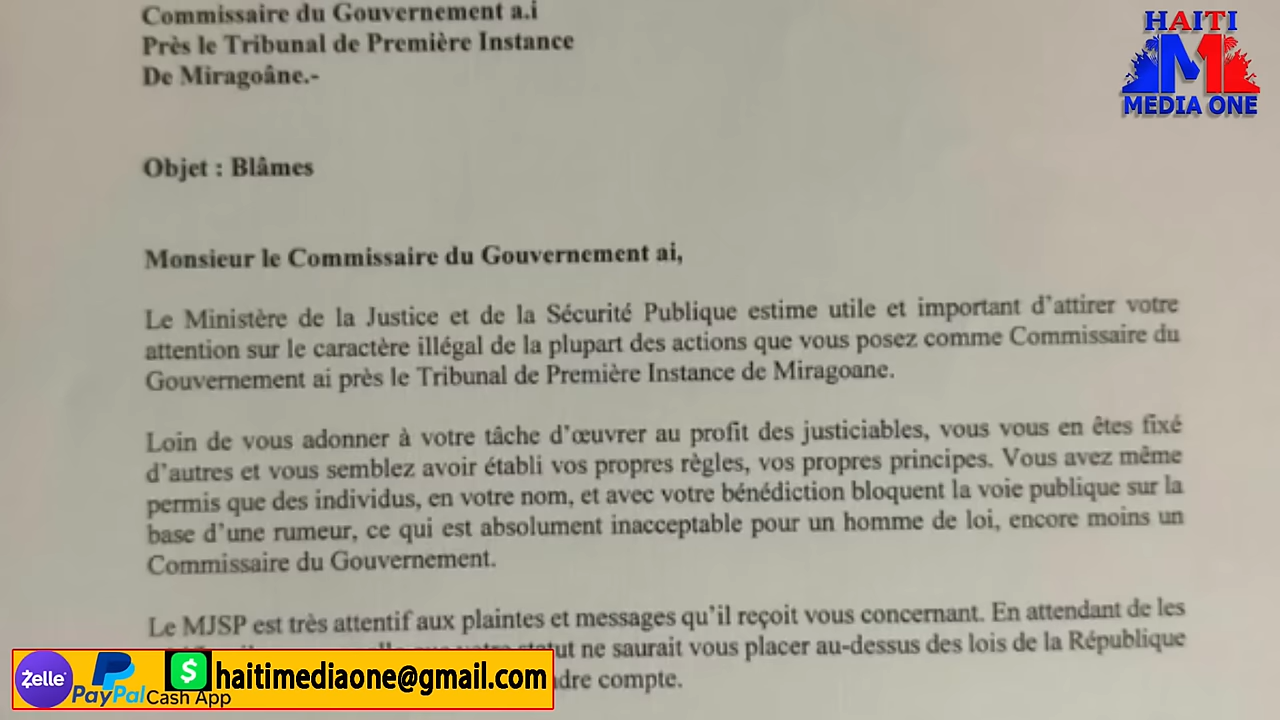 Commissaire du Gouvernement a.i
Près le Tribunal de Première Instance
De Miragoâne.-
HAITI
M1
MEDIA ONE
Objet : Blâmes
Monsieur le Commissaire du Gouvernement ai,
Le Ministère de la Justice et de la Sécurité Publique estime utile et important d'attirer votre
attention sur le caractère illégal de la plupart des actions que vous posez comme Commissaire du
Gouvernement ai près le Tribunal de Première Instance de Miragoane.
Loin de vous adonner à votre tâche d'œuvrer au profit des justiciables, vous vous en êtes fixé
d'autres et vous semblez avoir établi vos propres règles, vos propres principes. Vous avez même
permis que des individus, en votre nom, et avec votre bénédiction bloquent la voie publique sur la
base d'une rumeur, ce qui est absolument inacceptable pour un homme de loi, encore moins un
Commissaire du Gouvernement.
Le MJSP est très attentif aux plaintes et messages qu'il reçoit vous concernant. En attendant de les
ne saurait vous placer au-dessus des lois de la République
compte.
Zelle
PayPal
$
Cash App
haitimediaone@gmail.com